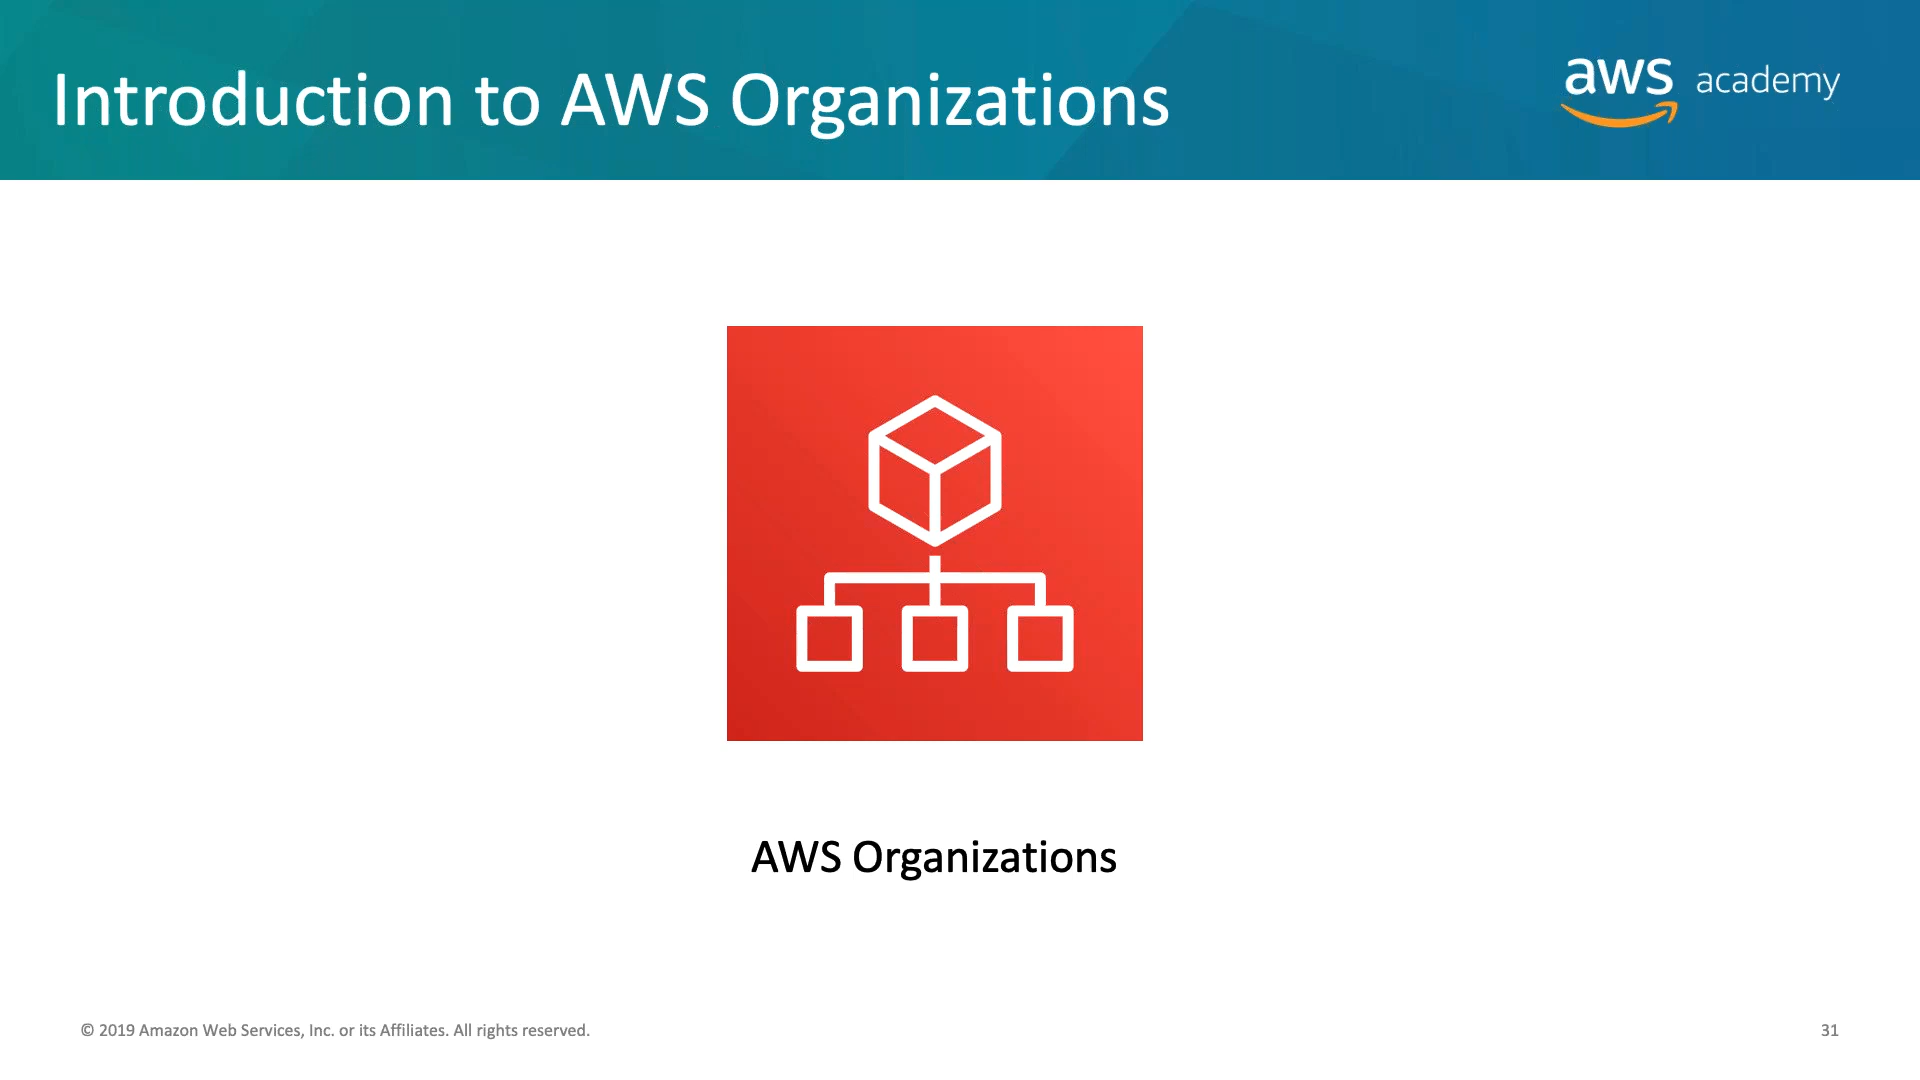 Introduction to AWS Organizations
aws academy
AWS Organizations
© 2019 Amazon Web Services, Inc. or its Affiliates. All rights reserved.
31